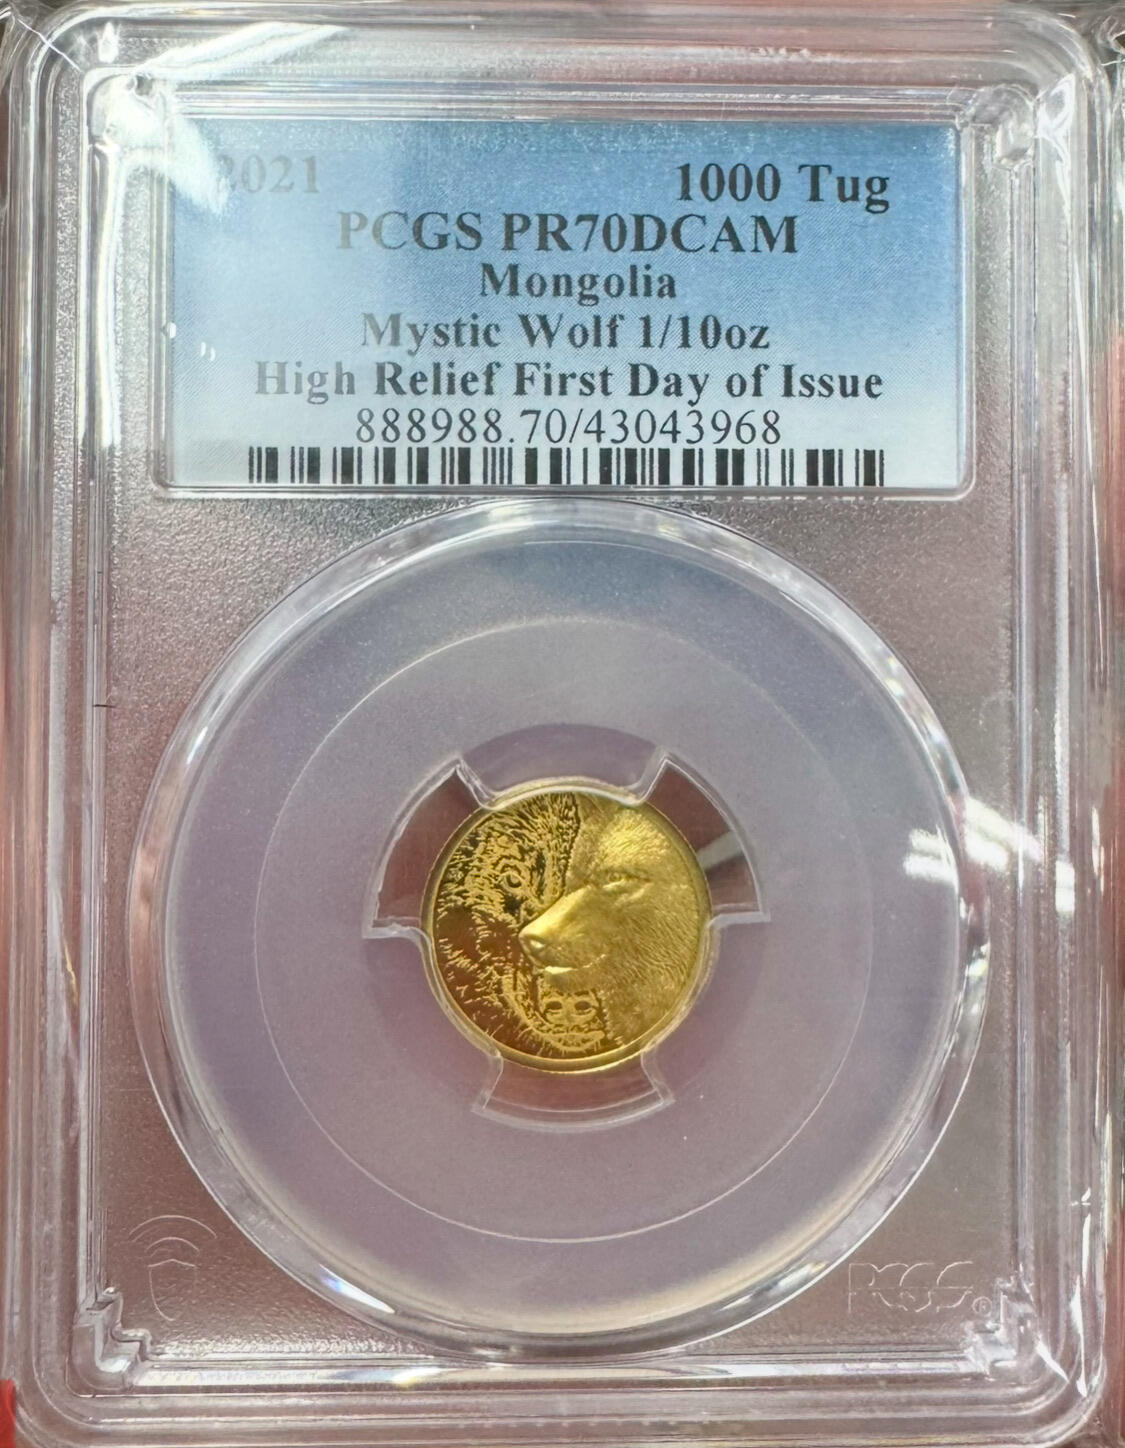 2021 1000 Tug
PCGS PR70DCAM
Mongolia
Mystic Wolf 1/10oz
High Relief First Day of Issue
888988.70/43043968
PCGS®